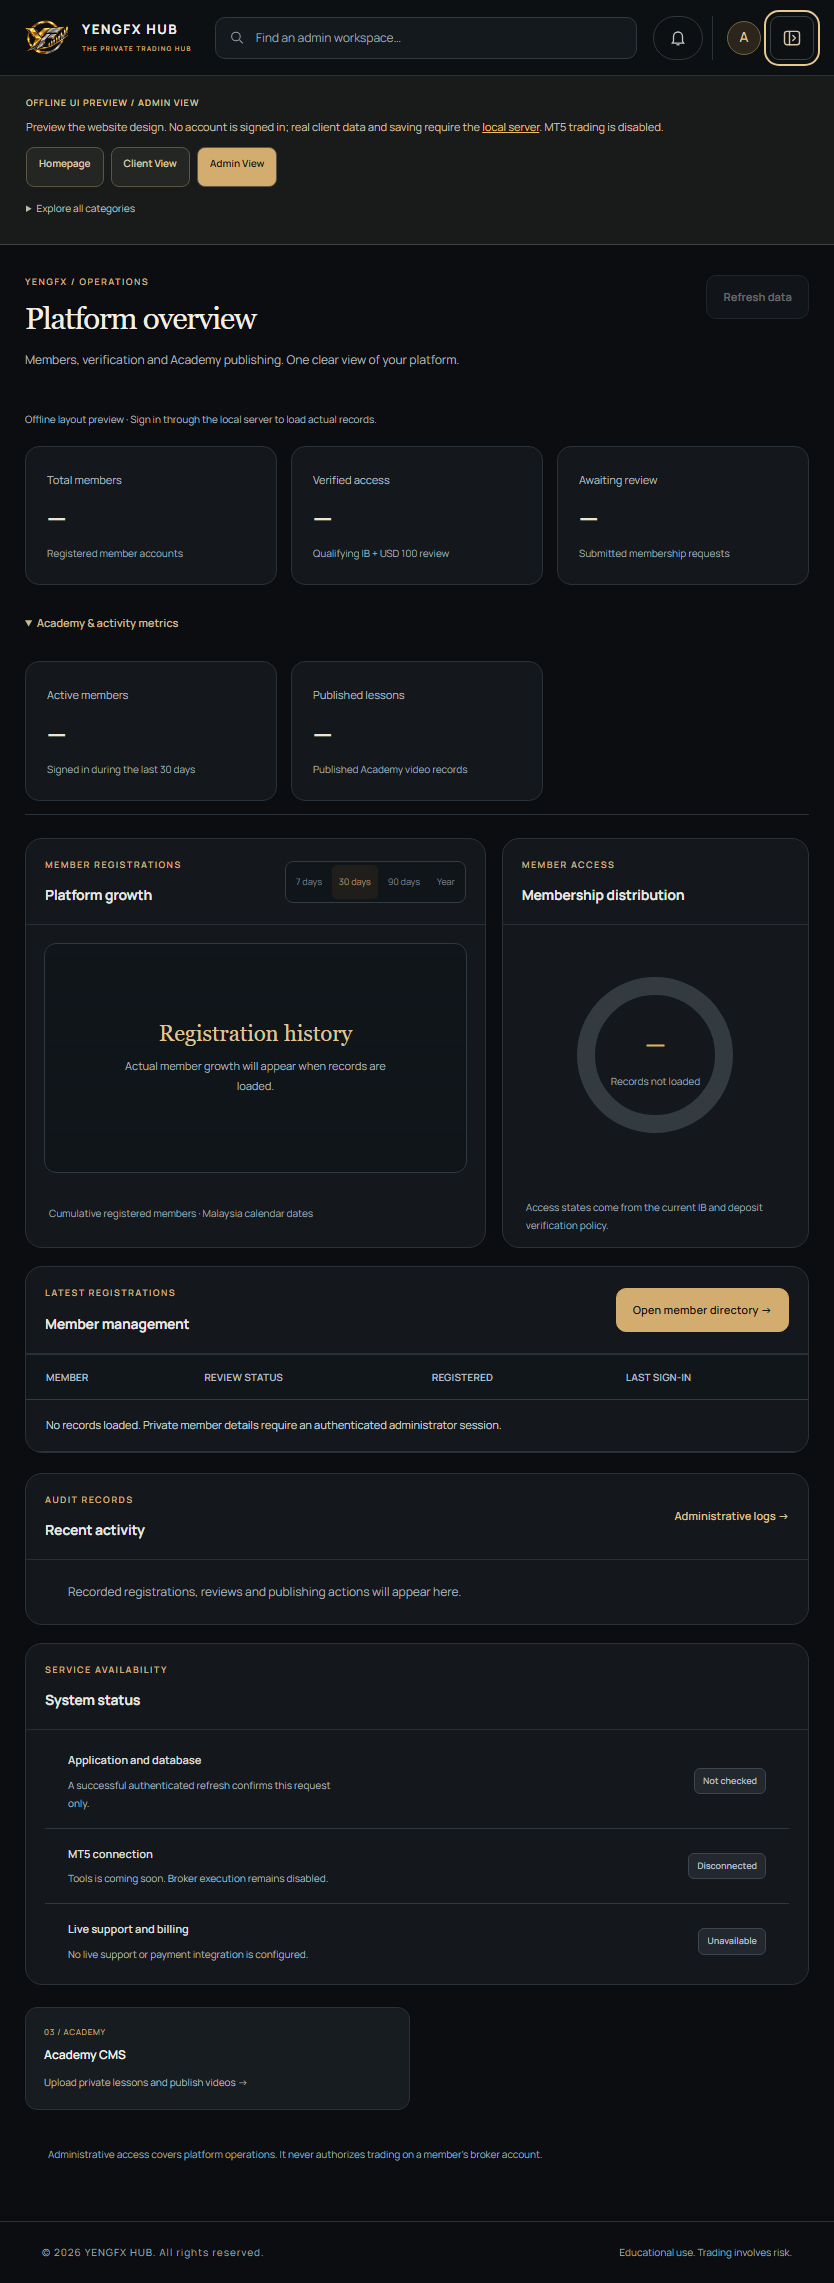 YENGFX HUB
THE PRIVATE TRADING HUB
Find an admin workspace...
A
OFFLINE UI PREVIEW / ADMIN VIEW
Preview the website design. No account is signed in; real client data and saving require the local server. MT5 trading is disabled.
Homepage
Client View
Admin View
Explore all categories
YENGFX / OPERATIONS
Refresh data
Platform overview
Members, verification and Academy publishing. One clear view of your platform.
Offline layout preview · Sign in through the local server to load actual records.
Total members
—
Registered member accounts
Verified access
—
Qualifying IB + USD 100 review
Awaiting review
—
Submitted membership requests
Academy & activity metrics
Active members
—
Signed in during the last 30 days
Published lessons
—
Published Academy video records
MEMBER REGISTRATIONS
Platform growth
7 days
30 days
90 days
Year
Registration history
Actual member growth will appear when records are
loaded.
Cumulative registered members · Malaysia calendar dates
MEMBER ACCESS
Membership distribution
—
Records not loaded
Access states come from the current IB and deposit
verification policy.
LATEST REGISTRATIONS
Member management
Open member directory →
MEMBER REVIEW STATUS REGISTERED LAST SIGN-IN
No records loaded. Private member details require an authenticated administrator session.
AUDIT RECORDS
Recent activity
Administrative logs →
Recorded registrations, reviews and publishing actions will appear here.
SERVICE AVAILABILITY
System status
Application and database
A successful authenticated refresh confirms this request
only.
Not checked
MT5 connection
Tools is coming soon. Broker execution remains disabled.
Disconnected
Live support and billing
No live support or payment integration is configured.
Unavailable
03 / ACADEMY
Academy CMS
Upload private lessons and publish videos →
Administrative access covers platform operations. It never authorizes trading on a member's broker account.
© 2026 YENGFX HUB. All rights reserved.
Educational use. Trading involves risk.